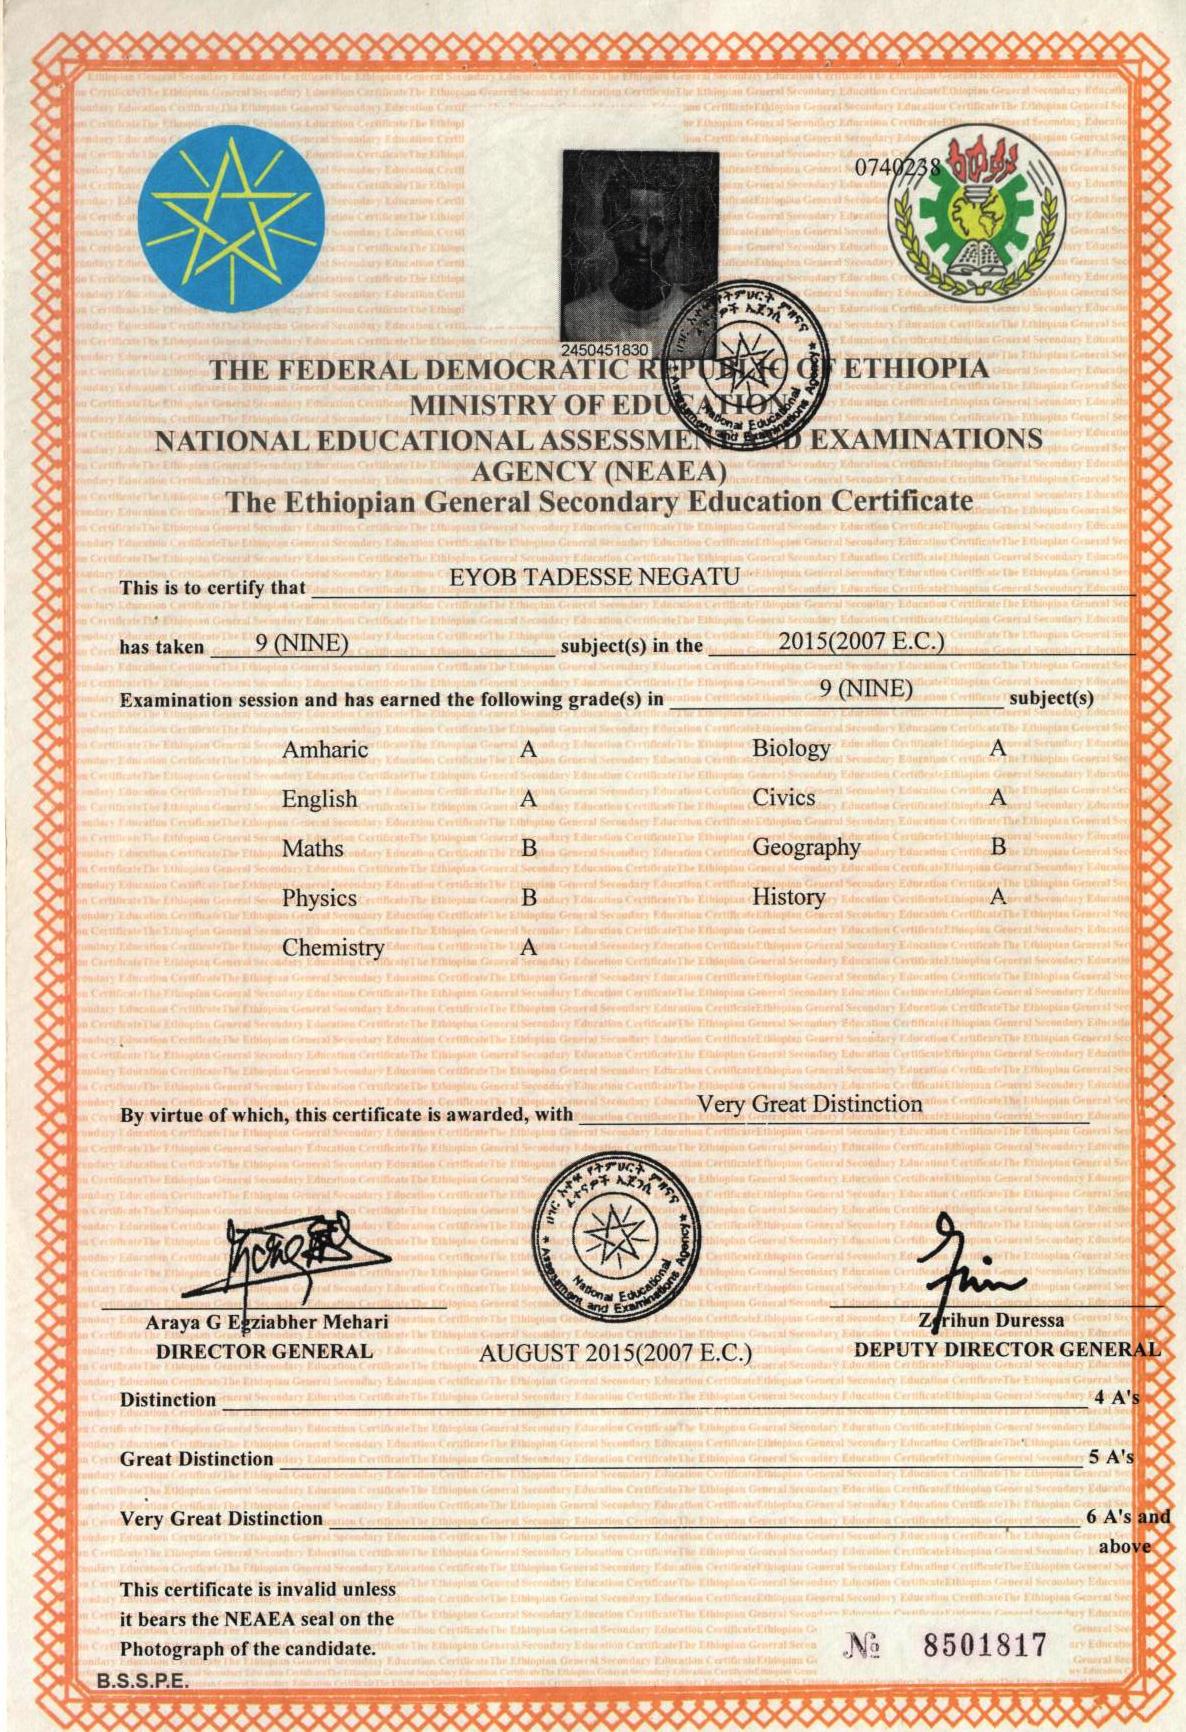 0740238
2450451830
THE FEDERAL DEMOCRATIC REPUBLIC OF ETHIOPIA
MINISTRY OF EDUCATION
NATIONAL EDUCATIONAL ASSESSMENT AND EXAMINATIONS
AGENCY (NEAEA)
The Ethiopian General Secondary Education Certificate
This is to certify that EYOB TADESSE NEGATU
has taken 9 (NINE) subject(s) in the 2015(2007 E.C.)
Examination session and has earned the following grade(s) in 9 (NINE) subject(s)
Amharic A Biology A
English A Civics A
Maths B Geography B
Physics B History A
Chemistry A
By virtue of which, this certificate is awarded, with Very Great Distinction
የትምህርት ምዘናና
ፈተናዎች ኤጀንሲ
National Educational
Assessment and Examinations Agency
Araya G Egziabher Mehari Zerihun Duressa
DIRECTOR GENERAL AUGUST 2015(2007 E.C.) DEPUTY DIRECTOR GENERAL
Distinction 4 A's
Great Distinction 5 A's
Very Great Distinction 6 A's and
above
This certificate is invalid unless
it bears the NEAEA seal on the
Photograph of the candidate.
№ 8501817
B.S.S.P.E.